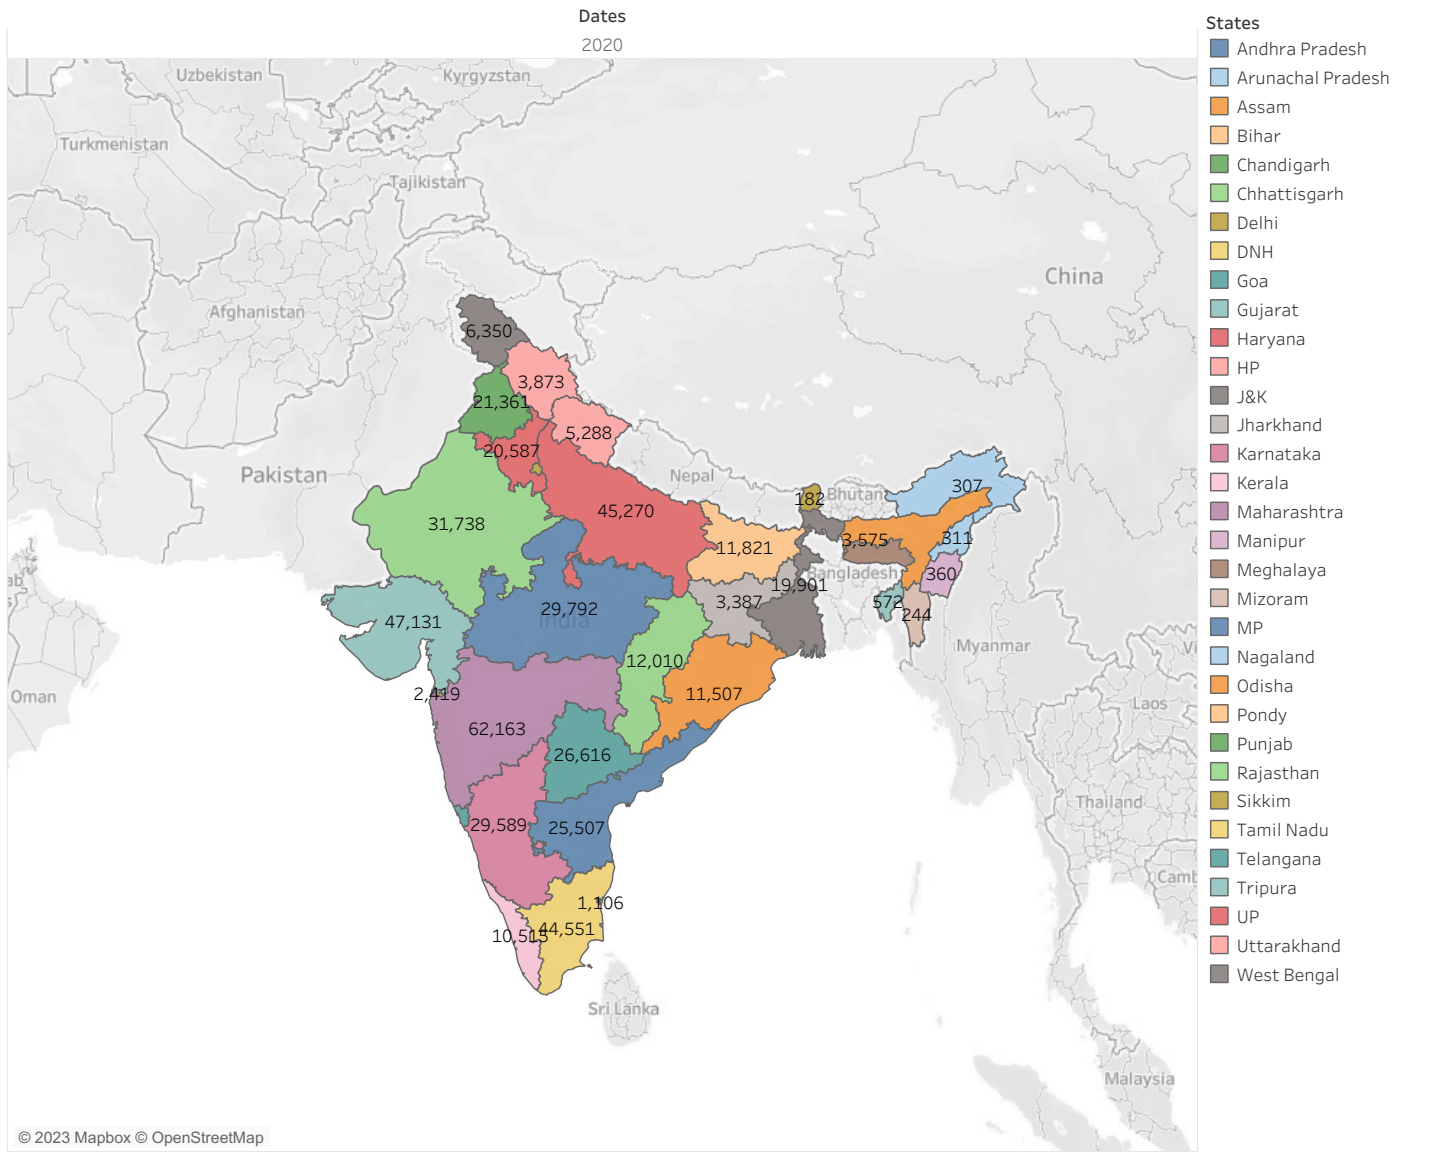 Dates
2020
States
Andhra Pradesh
Arunachal Pradesh
Assam
Bihar
Chandigarh
Chhattisgarh
Delhi
DNH
Goa
Gujarat
Haryana
HP
J&K
Jharkhand
Karnataka
Kerala
Maharashtra
Manipur
Meghalaya
Mizoram
MP
Nagaland
Odisha
Pondy
Punjab
Rajasthan
Sikkim
Tamil Nadu
Telangana
Tripura
UP
Uttarakhand
West Bengal
Uzbekistan
Kyrgyzstan
Turkmenistan
Tajikistan
China
Afghanistan
6,350
3,873
21,361
5,288
20,587
Pakistan
Nepal
307
182
Bhutan
45,270
31,738
3,575
311
11,821
Bangladesh
360
19,901
3,387
572
29,792
244
India
47,131
Myanmar
12,010
2,419
11,507
Oman
Laos
62,163
26,616
Thailand
29,589
25,507
1,106
44,551
10,515
Sri Lanka
Malaysia
© 2023 Mapbox © OpenStreetMap